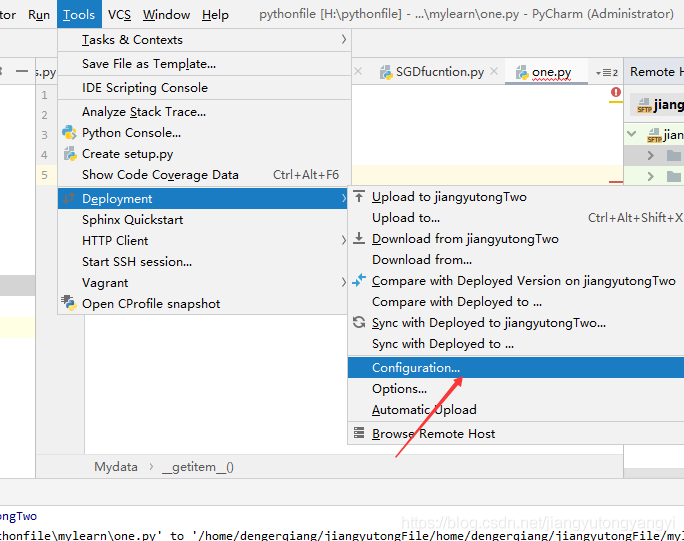 tor Run Tools VCS Window Help pythonfile [H:\pythonfile] - ...\mylearn\one.py - PyCharm (Administrator)
Tasks & Contexts
Save File as Template...
IDE Scripting Console
Analyze Stack Trace...
Python Console...
Create setup.py
Show Code Coverage Data Ctrl+Alt+F6
Deployment
Sphinx Quickstart
HTTP Client
Start SSH session...
Vagrant
Open CProfile snapshot
s.py
SGDfucntion.py
one.py
2
Remote H
1
2
3
4
5
jiang
SFTP
jian
SFTP
Upload to jiangyutongTwo
Upload to... Ctrl+Alt+Shift+X
Download from jiangyutongTwo
Download from...
Compare with Deployed Version on jiangyutongTwo
Compare with Deployed to ...
Sync with Deployed to jiangyutongTwo...
Sync with Deployed to ...
Configuration...
Options...
Automatic Upload
Browse Remote Host
Mydata > __getitem__()
ongTwo
thonfile\mylearn\one.py' to '/home/dengerqiang/jiangyutongFile/home/dengerqiang/jiangyutongFile/myl
https://blog.csdn.net/jiangyutongyangyi